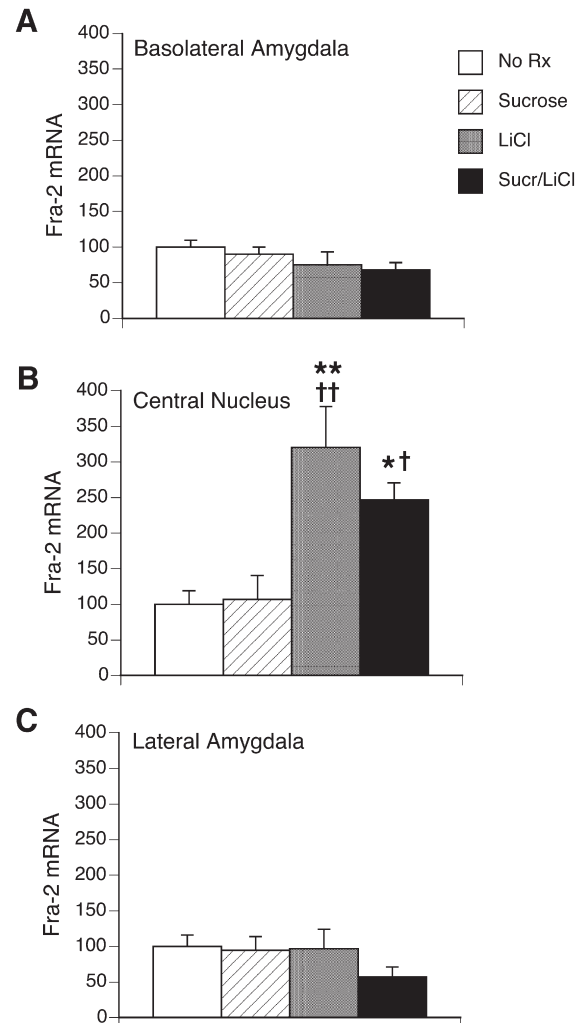 A
Basolateral Amygdala
400
350
300
250
200
150
100
50
0
Fra-2 mRNA
No Rx
Sucrose
LiCl
Sucr/LiCl
B
Central Nucleus
400
350
300
250
200
150
100
50
0
Fra-2 mRNA
**
††
*†
C
Lateral Amygdala
400
350
300
250
200
150
100
50
0
Fra-2 mRNA